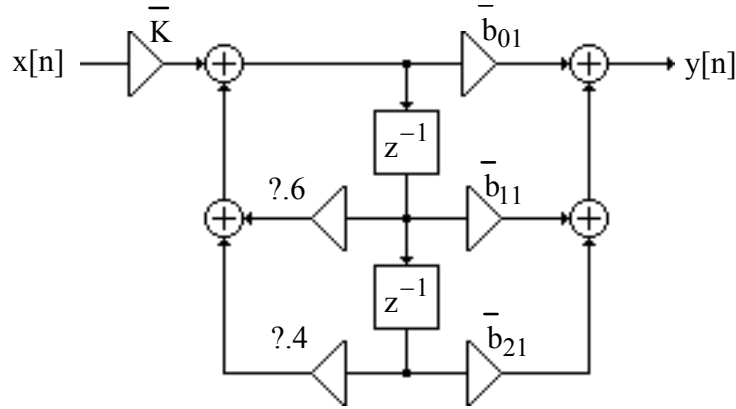 K̅
b̅₀₁
x[n]
y[n]
z⁻¹
?.6
b̅₁₁
z⁻¹
?.4
b̅₂₁